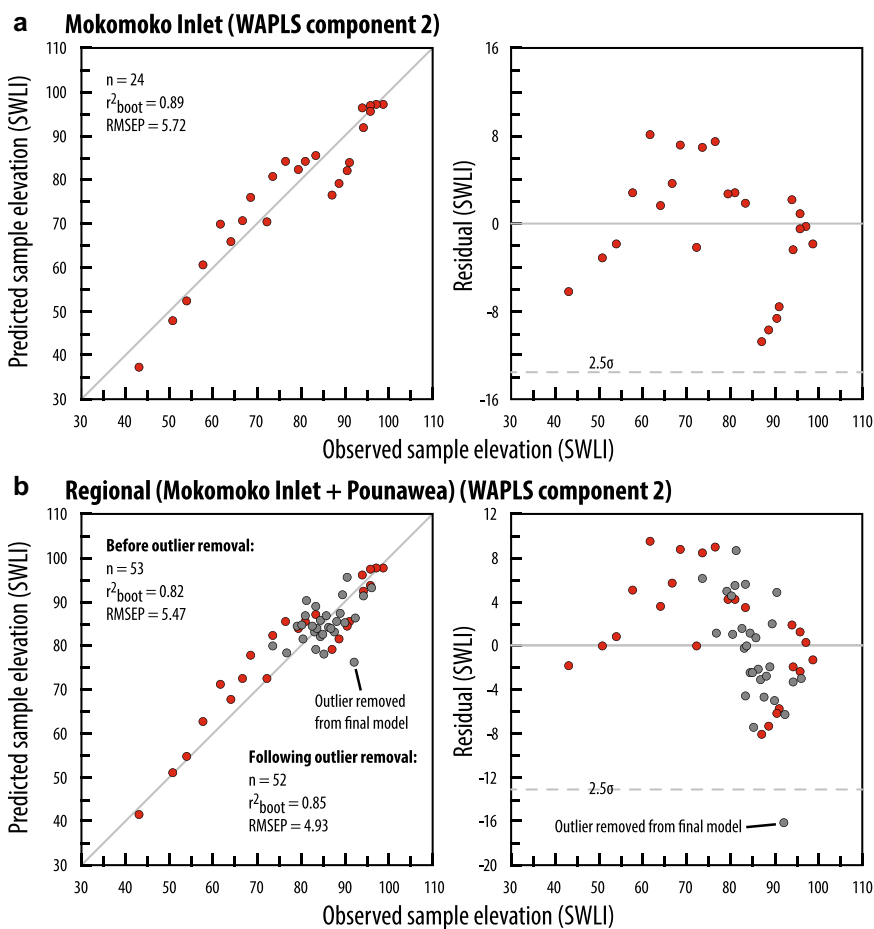 a Mokomoko Inlet (WAPLS component 2)
Predicted sample elevation (SWLI)
110
100
90
80
70
60
50
40
30
n = 24
r²boot = 0.89
RMSEP = 5.72
30 40 50 60 70 80 90 100 110
Residual (SWLI)
16
8
0
-8
-16
2.5σ
30 40 50 60 70 80 90 100 110
Observed sample elevation (SWLI)
b Regional (Mokomoko Inlet + Pounawea) (WAPLS component 2)
Predicted sample elevation (SWLI)
110
100
90
80
70
60
50
40
30
Before outlier removal:
n = 53
r²boot = 0.82
RMSEP = 5.47
Outlier removed
from final model
Following outlier removal:
n = 52
r²boot = 0.85
RMSEP = 4.93
30 40 50 60 70 80 90 100 110
Residual (SWLI)
12
8
4
0
-4
-8
-12
-16
-20
2.5σ
Outlier removed from final model
30 40 50 60 70 80 90 100 110
Observed sample elevation (SWLI)